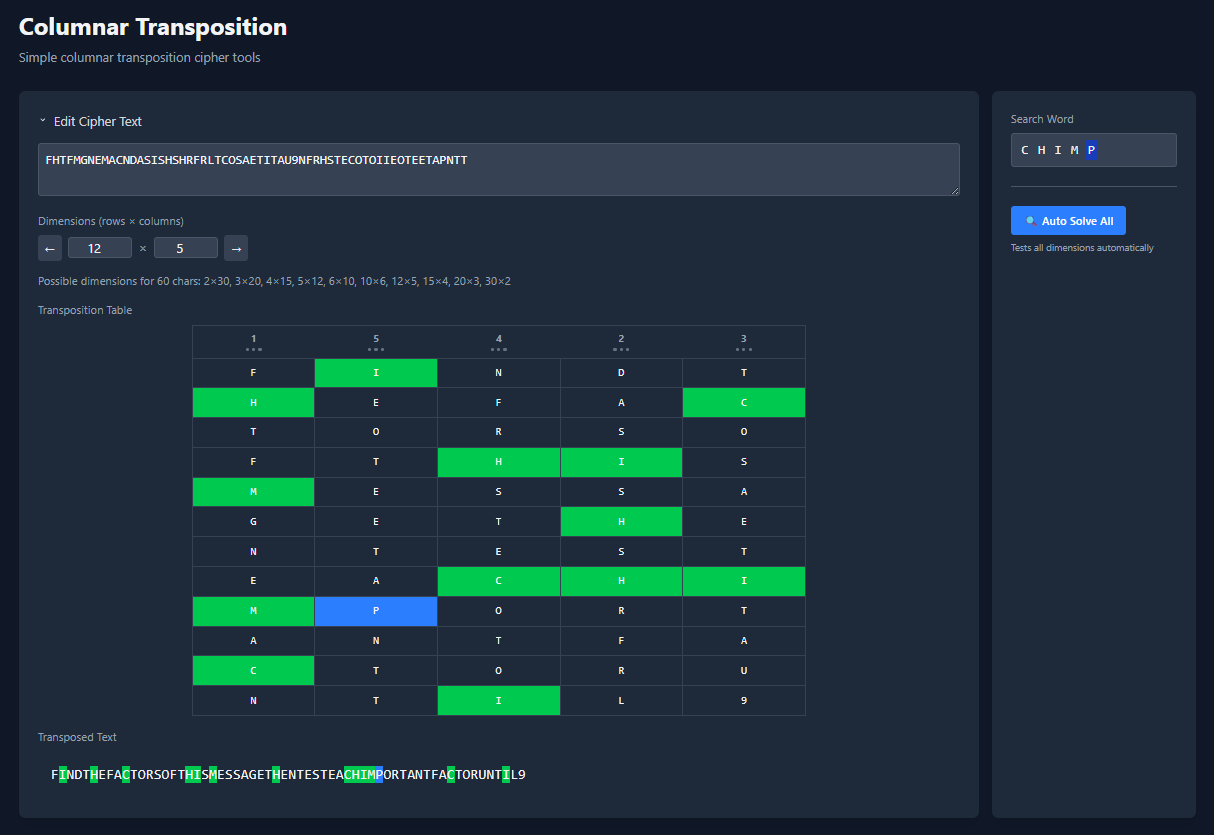 Columnar Transposition
Simple columnar transposition cipher tools
Edit Cipher Text
FHTFMGNEMACNDASISHSHRFRLTCOSAETITAU9NFRHSTECOTOIIEOTEETAPNTT
Dimensions (rows × columns)
← 12 × 5 →
Possible dimensions for 60 chars: 2×30, 3×20, 4×15, 5×12, 6×10, 10×6, 12×5, 15×4, 20×3, 30×2
Transposition Table
1 5 4 2 3
F I N D T
H E F A C
T O R S O
F T H I S
M E S S A
G E T H E
N T E S T
E A C H I
M P O R T
A N T F A
C T O R U
N T I L 9
Transposed Text
FINDTHEFACTORSOFTHISMESSAGETHENTESTEACHIMPORTANTFACTORUNTIL9
Search Word
C H I M P
Auto Solve All
Tests all dimensions automatically